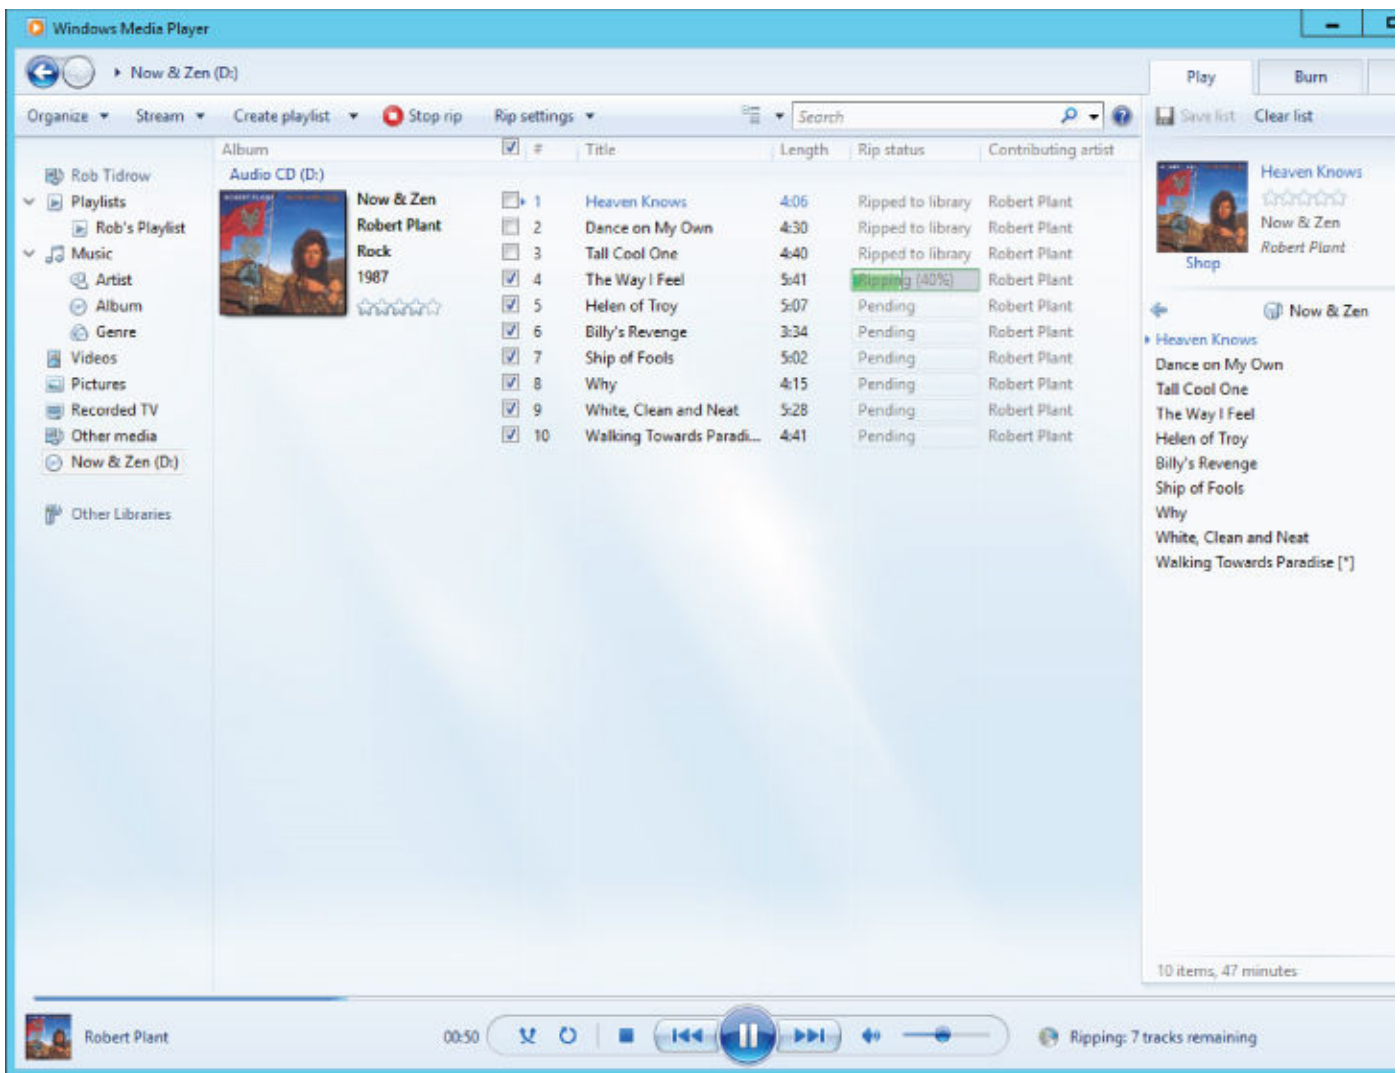 Windows Media Player
Now & Zen (D:)
Play Burn
Organize Stream Create playlist Stop rip Rip settings Search Save list Clear list
Album # Title Length Rip status Contributing artist
Audio CD (D:)
Rob Tidrow
Playlists
Rob's Playlist
Music
Artist
Album
Genre
Videos
Pictures
Recorded TV
Other media
Now & Zen (D:)
Other Libraries
Now & Zen
Robert Plant
Rock
1987
1 Heaven Knows 4:06 Ripped to library Robert Plant
2 Dance on My Own 4:30 Ripped to library Robert Plant
3 Tall Cool One 4:40 Ripped to library Robert Plant
4 The Way I Feel 5:41 Ripping (40%) Robert Plant
5 Helen of Troy 5:07 Pending Robert Plant
6 Billy's Revenge 3:34 Pending Robert Plant
7 Ship of Fools 5:02 Pending Robert Plant
8 Why 4:15 Pending Robert Plant
9 White, Clean and Neat 5:28 Pending Robert Plant
10 Walking Towards Paradi... 4:41 Pending Robert Plant
Heaven Knows
Now & Zen
Robert Plant
Shop
Now & Zen
Heaven Knows
Dance on My Own
Tall Cool One
The Way I Feel
Helen of Troy
Billy's Revenge
Ship of Fools
Why
White, Clean and Neat
Walking Towards Paradise [*]
10 items, 47 minutes
Robert Plant 00:50 Ripping: 7 tracks remaining